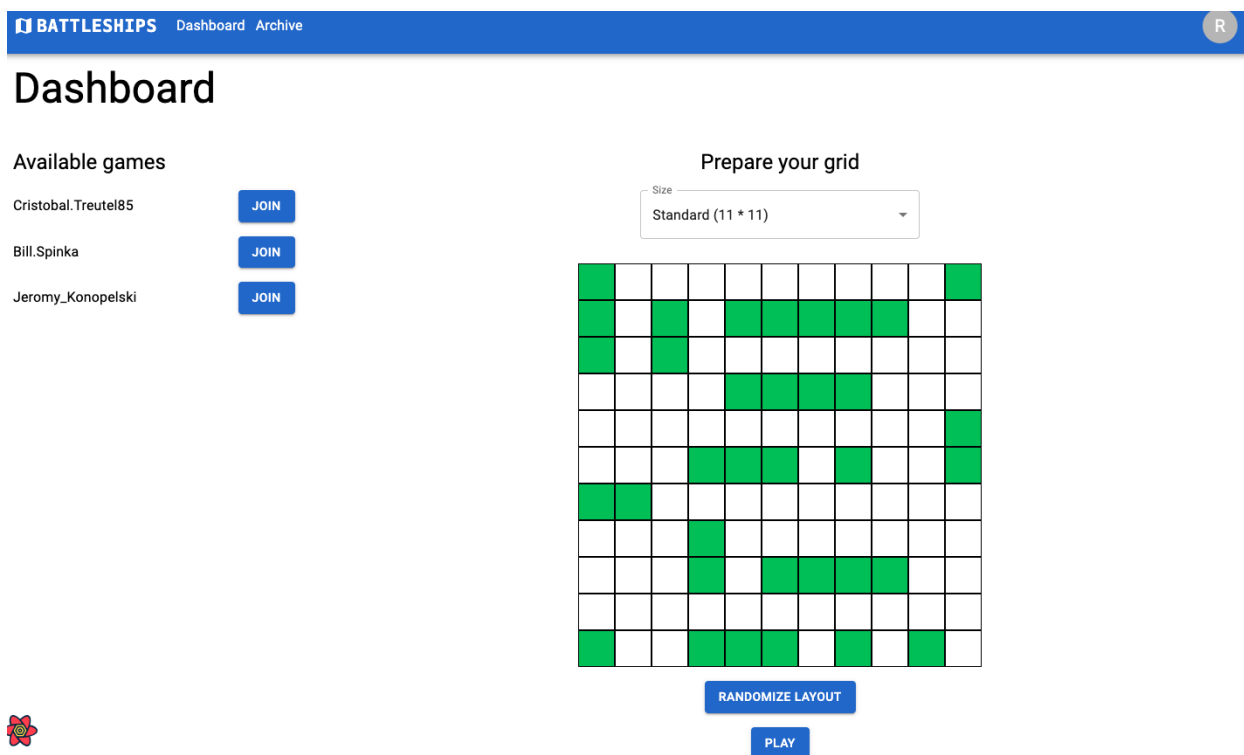 BATTLESHIPS Dashboard Archive R
Dashboard
Available games
Cristobal.Treutel85 JOIN
Bill.Spinka JOIN
Jeromy_Konopelski JOIN
Prepare your grid
Size
Standard (11 * 11)
RANDOMIZE LAYOUT
PLAY